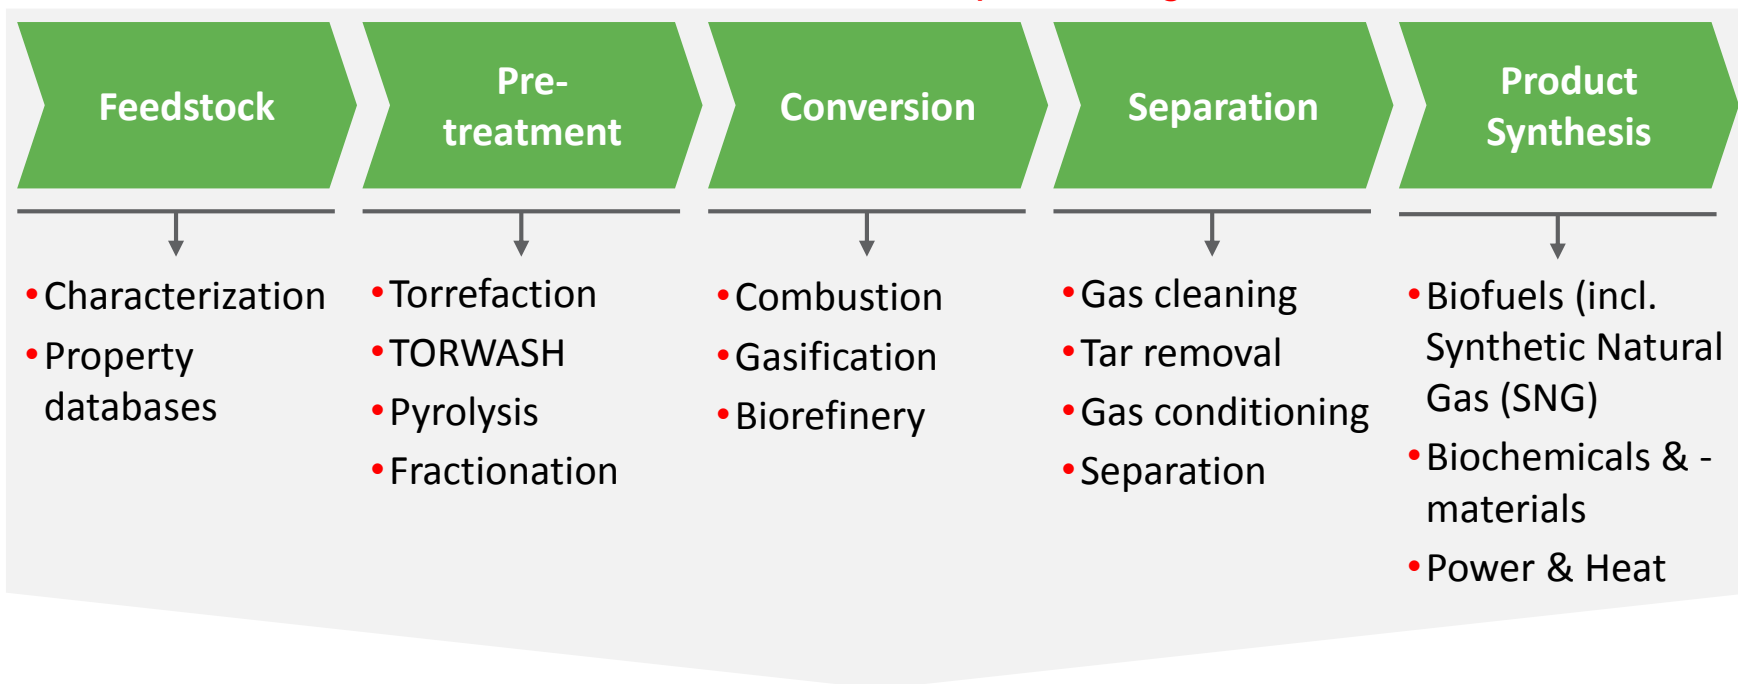 Feedstock
Pre-
treatment
Conversion
Separation
Product
Synthesis
•Characterization
•Property
databases
•Torrefaction
•TORWASH
•Pyrolysis
•Fractionation
•Combustion
•Gasification
•Biorefinery
•Gas cleaning
•Tar removal
•Gas conditioning
•Separation
•Biofuels (incl.
Synthetic Natural
Gas (SNG)
•Biochemicals & -
materials
•Power & Heat